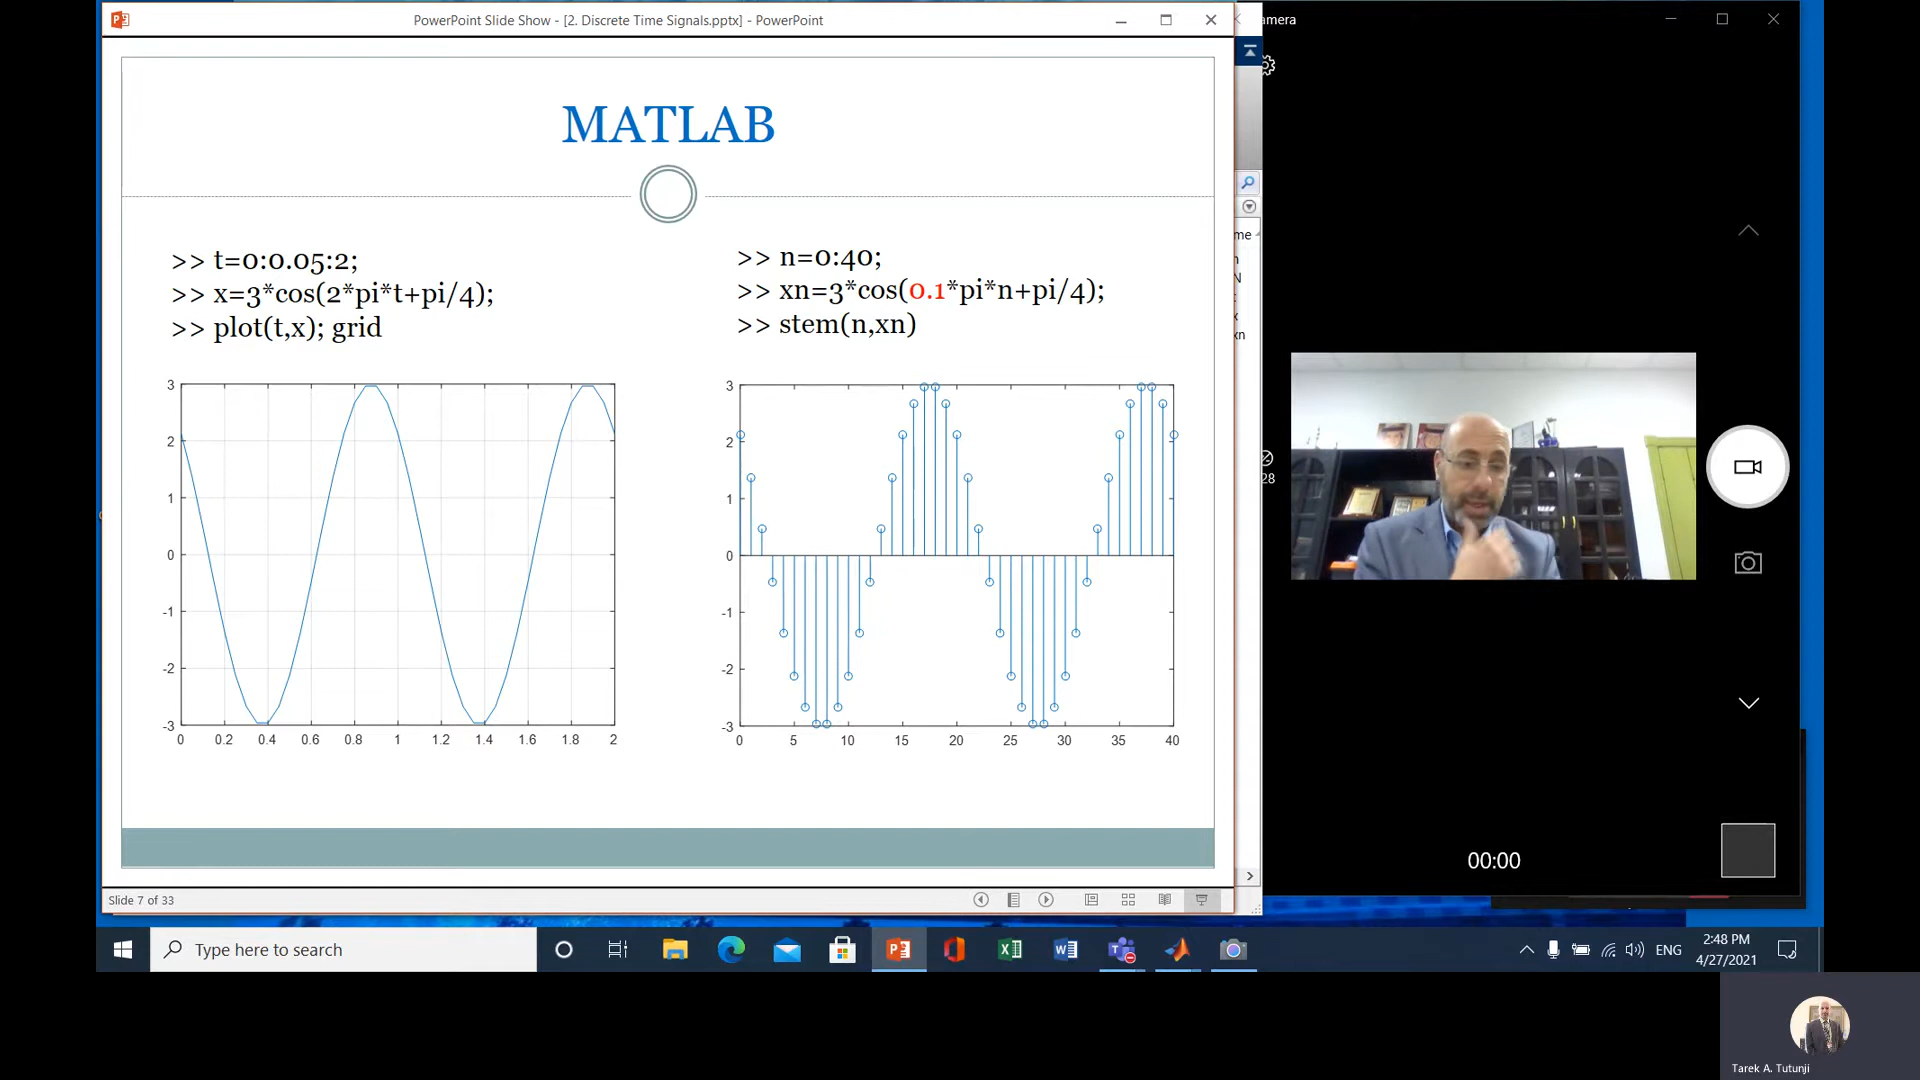 PowerPoint Slide Show - [2. Discrete Time Signals.pptx] - PowerPoint
amera
MATLAB
>> t=0:0.05:2;
>> x=3*cos(2*pi*t+pi/4);
>> plot(t,x); grid
>> n=0:40;
>> xn=3*cos(0.1*pi*n+pi/4);
>> stem(n,xn)
me
N
x
xn
28
3
2
1
0
-1
-2
-3
0 0.2 0.4 0.6 0.8 1 1.2 1.4 1.6 1.8 2
3
2
1
0
-1
-2
-3
0 5 10 15 20 25 30 35 40
00:00
Slide 7 of 33
Type here to search
ENG
2:48 PM
4/27/2021
Tarek A. Tutunji